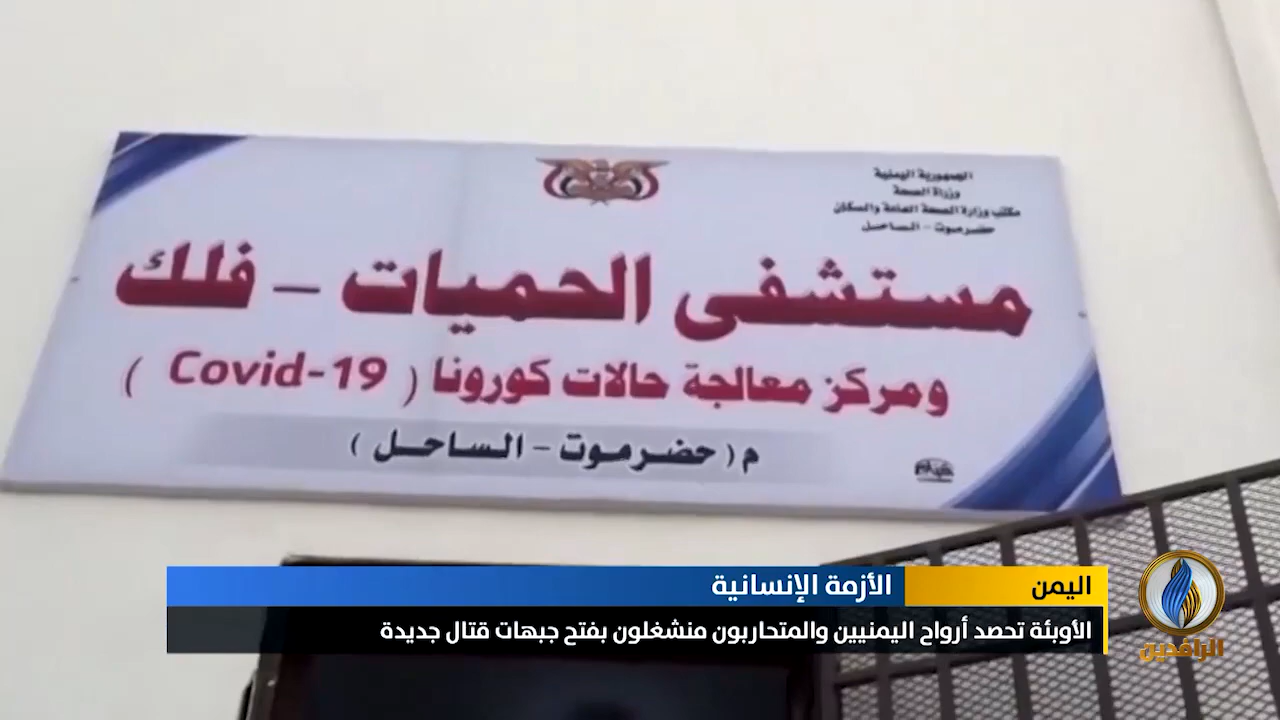 الجمهورية اليمنية
وزارة الصحة
مكتب وزارة الصحة العامة والسكان
حضرموت - الساحل
مستشفى الحميات - فلك
ومركز معالجة حالات كورونا ( Covid-19 )
م ( حضرموت - الساحل )
اليمن
الأزمة الإنسانية
الأوبئة تحصد أرواح اليمنيين والمتحاربون منشغلون بفتح جبهات قتال جديدة
الرافدين